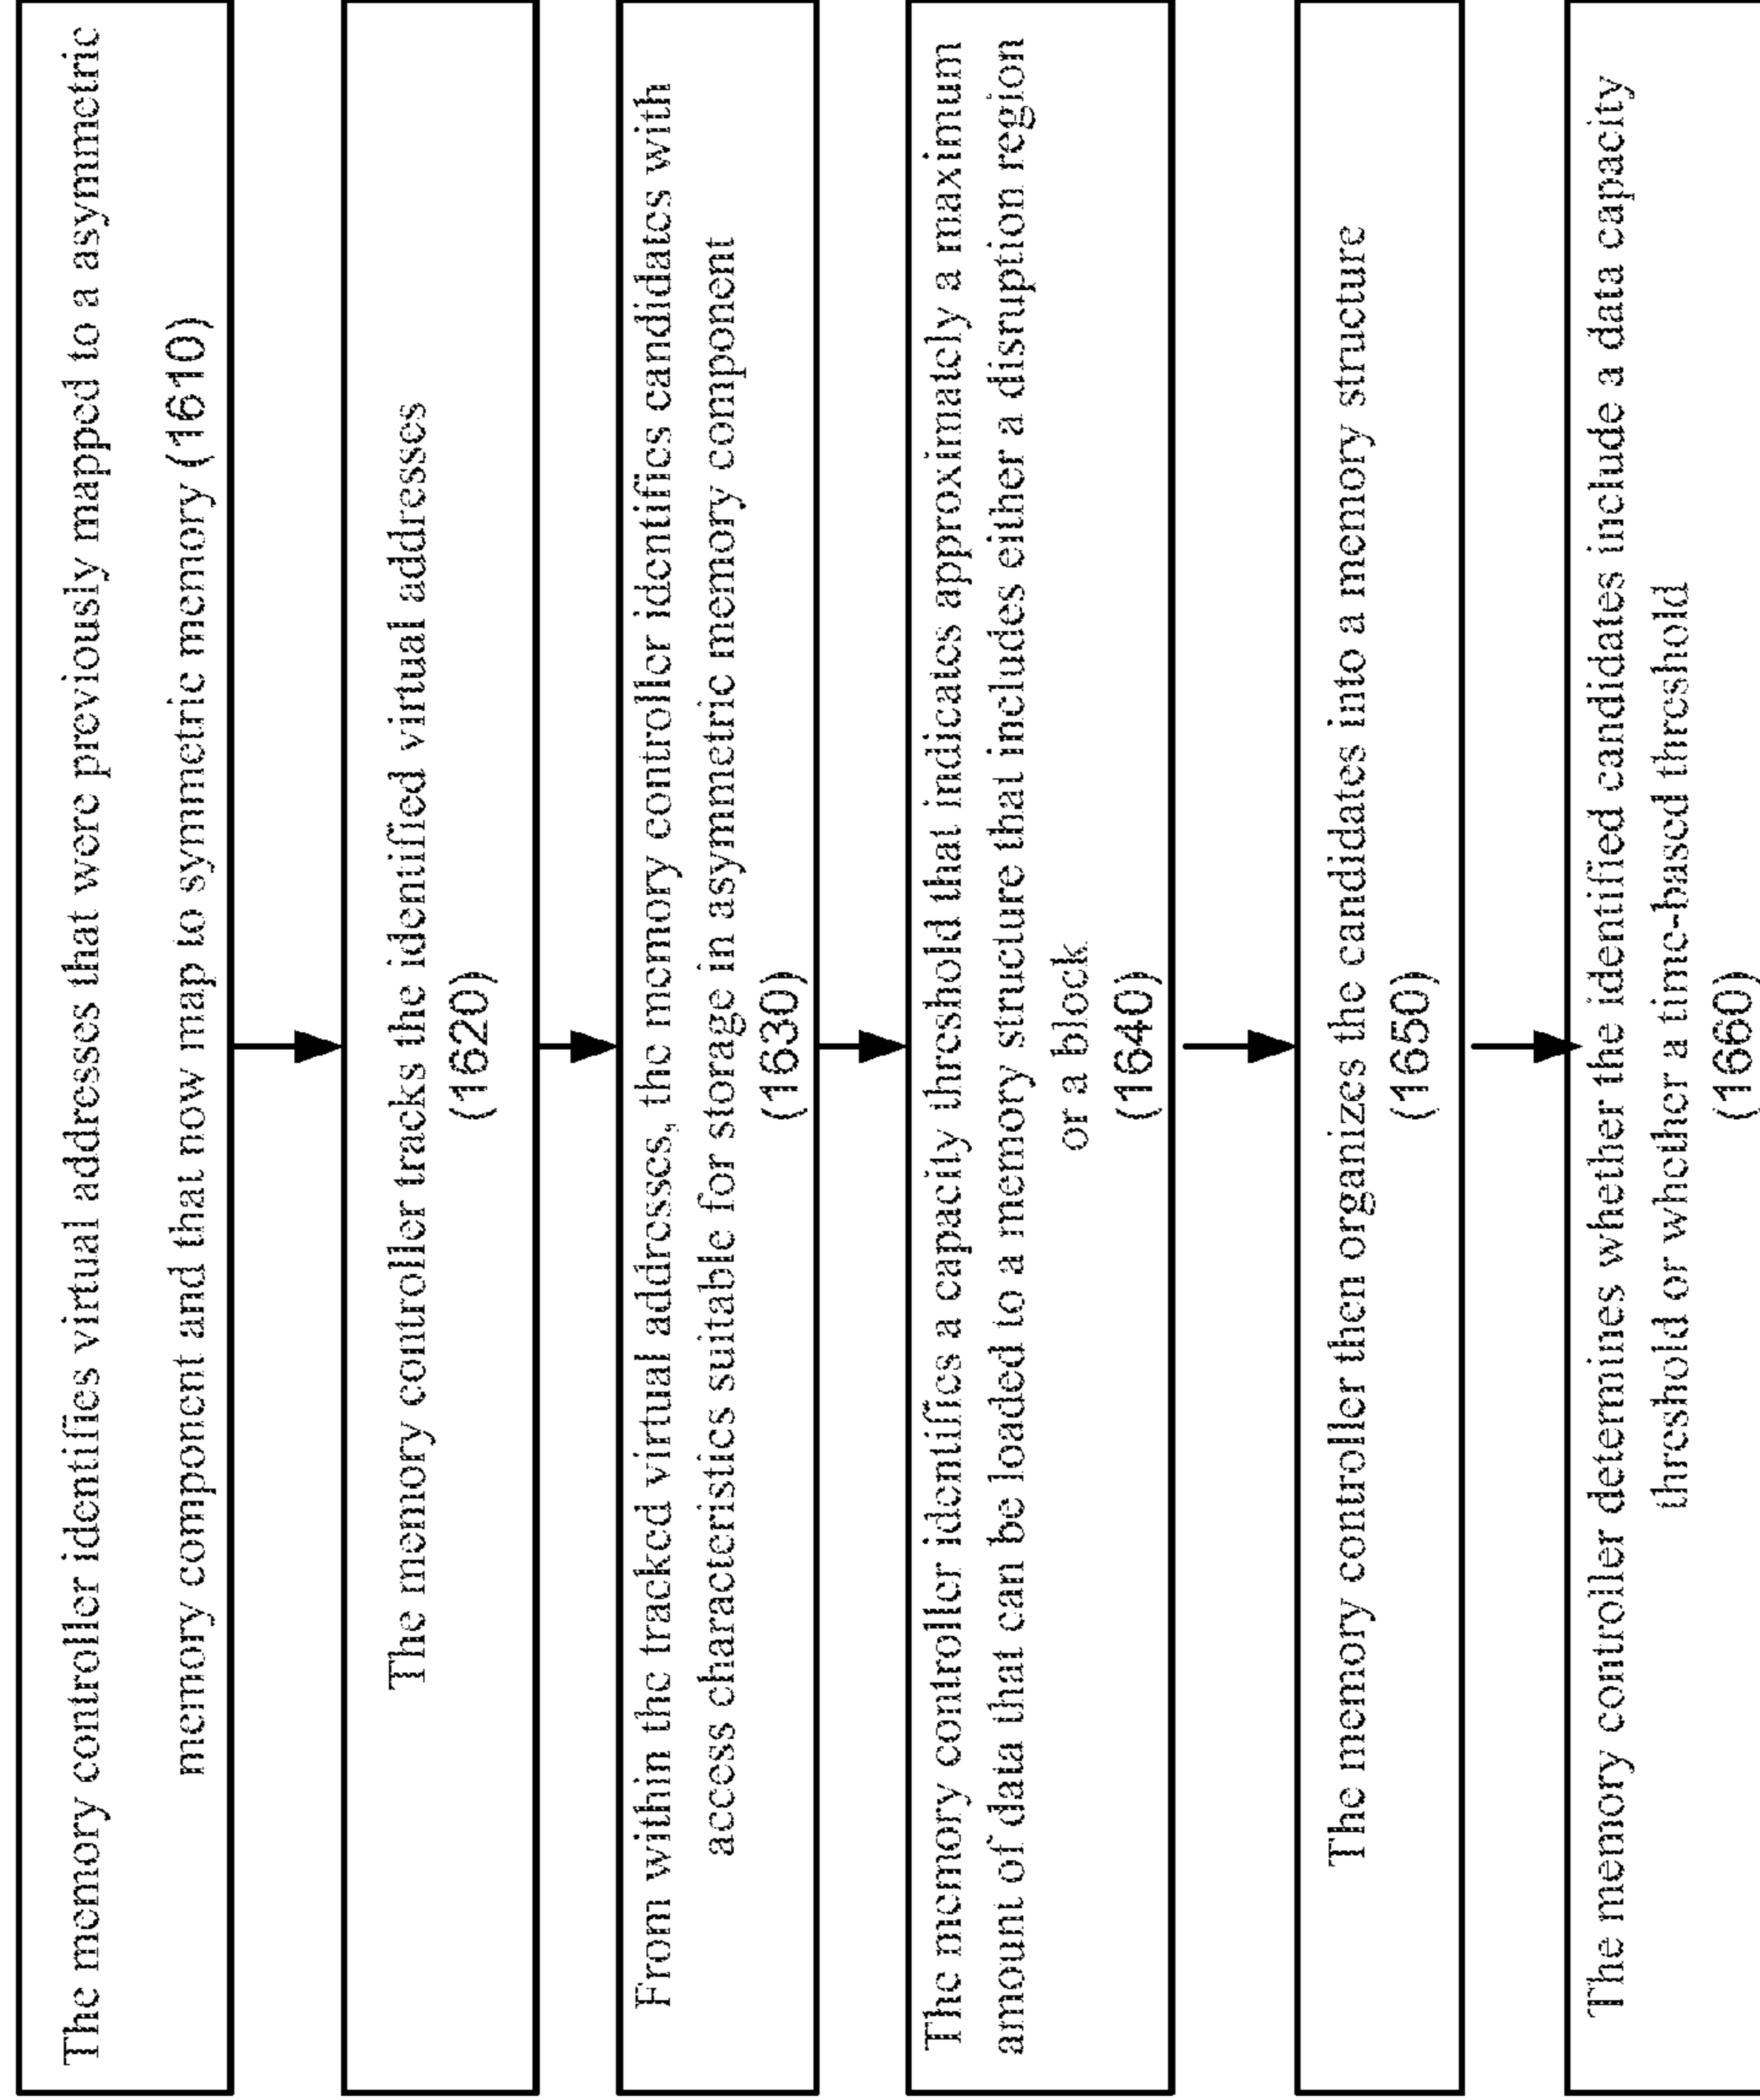 The memory controller identifies virtual addresses that were previously mapped to a asymmetric
memory component and that now map to symmetric memory (1610)
The memory controller tracks the identified virtual addresses
(1620)
From within the tracked virtual addresses, the memory controller identifies candidates with
access characteristics suitable for storage in asymmetric memory component
(1630)
The memory controller identifies a capacity threshold that indicates approximately a maximum
amount of data that can be loaded to a memory structure that includes either a disruption region
or a block
(1640)
The memory controller then organizes the candidates into a memory structure
(1650)
The memory controller determines whether the identified candidates include a data capacity
threshold or whether a time-based threshold
(1660)